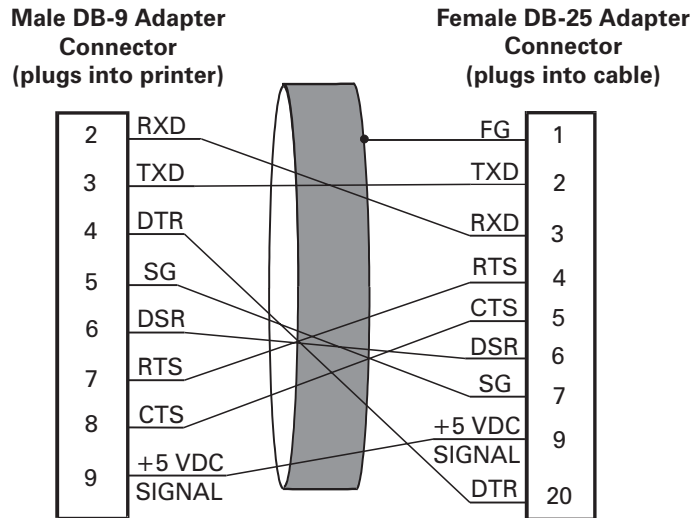 Male DB-9 Adapter
Connector
(plugs into printer)
Female DB-25 Adapter
Connector
(plugs into cable)
2 RXD
3 TXD
4 DTR
5 SG
6 DSR
7 RTS
8 CTS
9 +5 VDC
SIGNAL
FG 1
TXD 2
RXD 3
RTS 4
CTS 5
DSR 6
SG 7
+5 VDC 9
SIGNAL
DTR 20